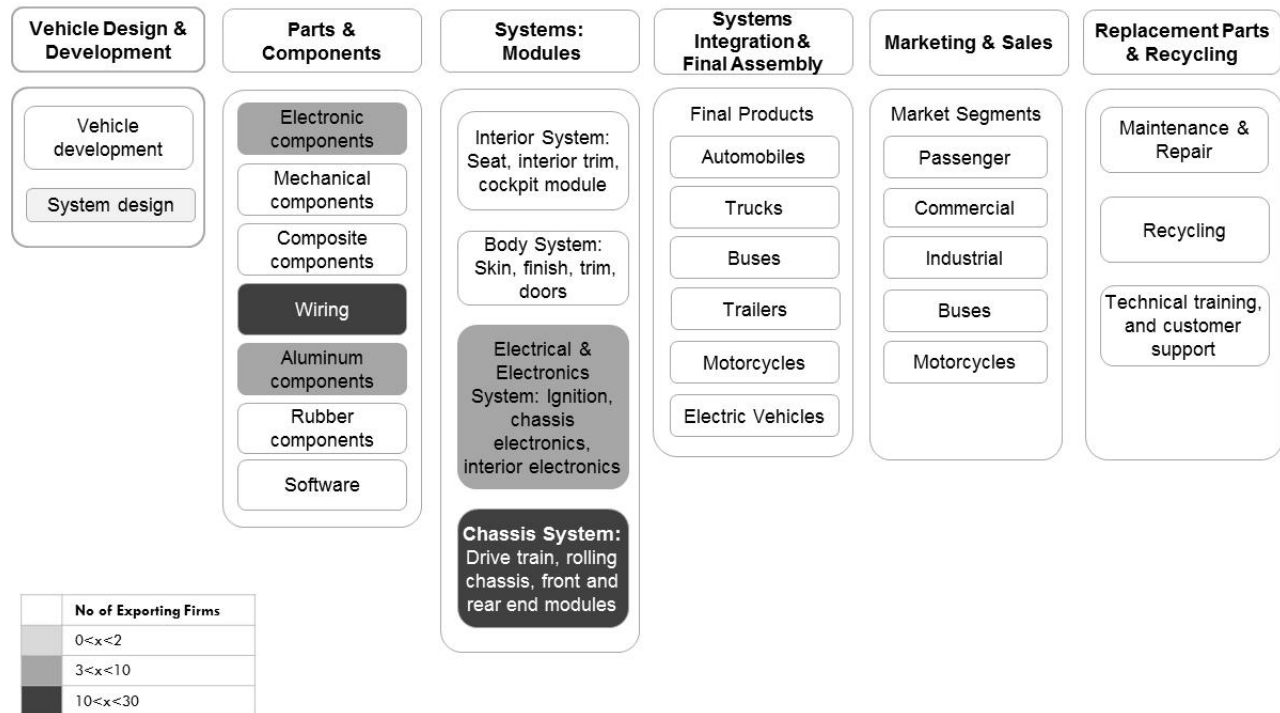 Vehicle Design &
Development
Parts &
Components
Systems:
Modules
Systems
Integration &
Final Assembly
Marketing & Sales
Replacement Parts
& Recycling
Vehicle
development
System design
Electronic
components
Mechanical
components
Composite
components
Wiring
Aluminum
components
Rubber
components
Software
Interior System:
Seat, interior trim,
cockpit module
Body System:
Skin, finish, trim,
doors
Electrical &
Electronics
System: Ignition,
chassis
electronics,
interior electronics
Chassis System:
Drive train, rolling
chassis, front and
rear end modules
Final Products
Automobiles
Trucks
Buses
Trailers
Motorcycles
Electric Vehicles
Market Segments
Passenger
Commercial
Industrial
Buses
Motorcycles
Maintenance &
Repair
Recycling
Technical training,
and customer
support
No of Exporting Firms
0<x<2
3<x<10
10<x<30